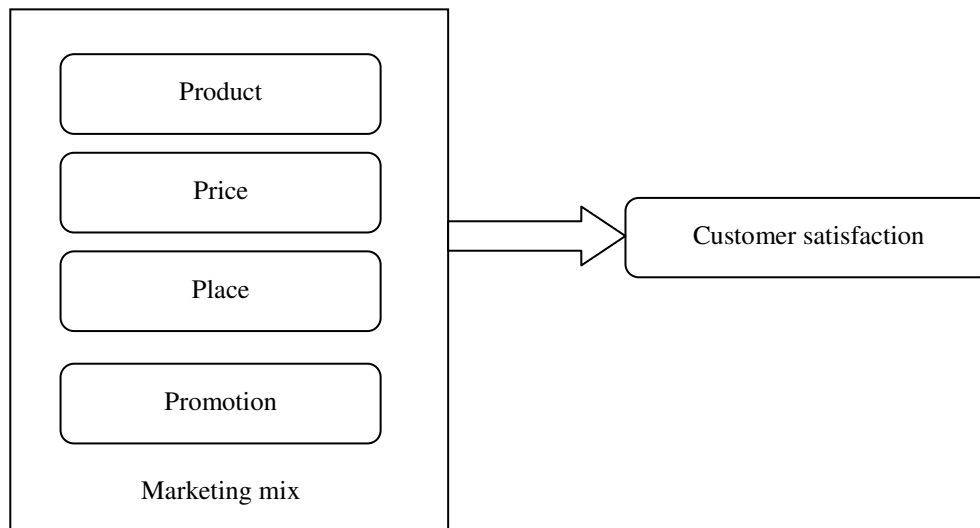 Product
Price
Place
Promotion
Marketing mix
Customer satisfaction